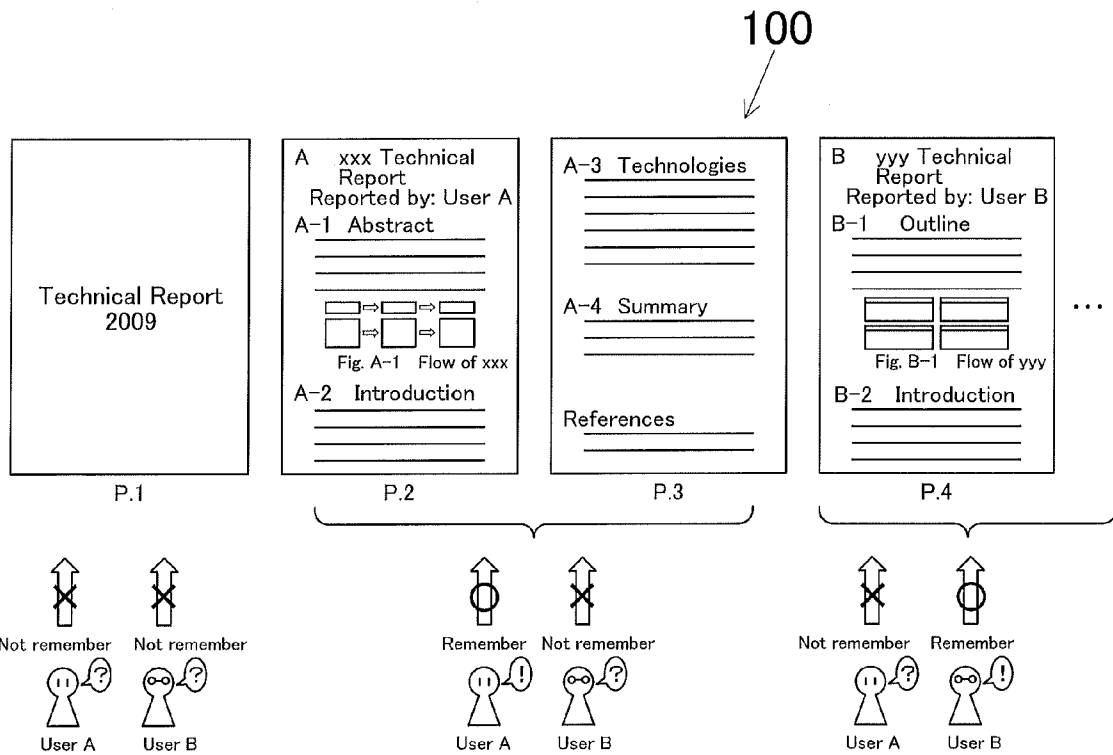 100
Technical Report
2009
P.1
A xxx Technical
Report
Reported by: User A
A-1 Abstract
Fig. A-1 Flow of xxx
A-2 Introduction
P.2
A-3 Technologies
A-4 Summary
References
P.3
B yyy Technical
Report
Reported by: User B
B-1 Outline
Fig. B-1 Flow of yyy
B-2 Introduction
P.4
...
Not remember
?
User A
Not remember
?
User B
Remember
!
User A
Not remember
?
User B
Not remember
?
User A
Remember
!
User B